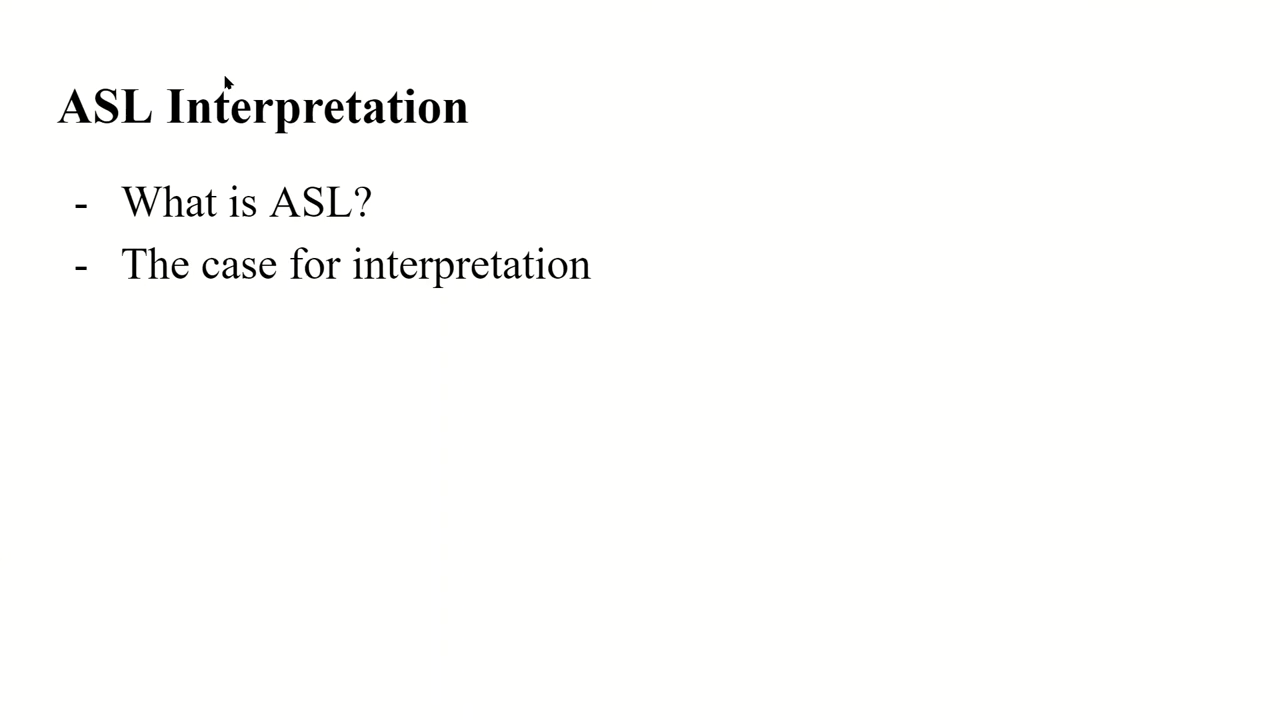 ASL Interpretation
- What is ASL?
- The case for interpretation